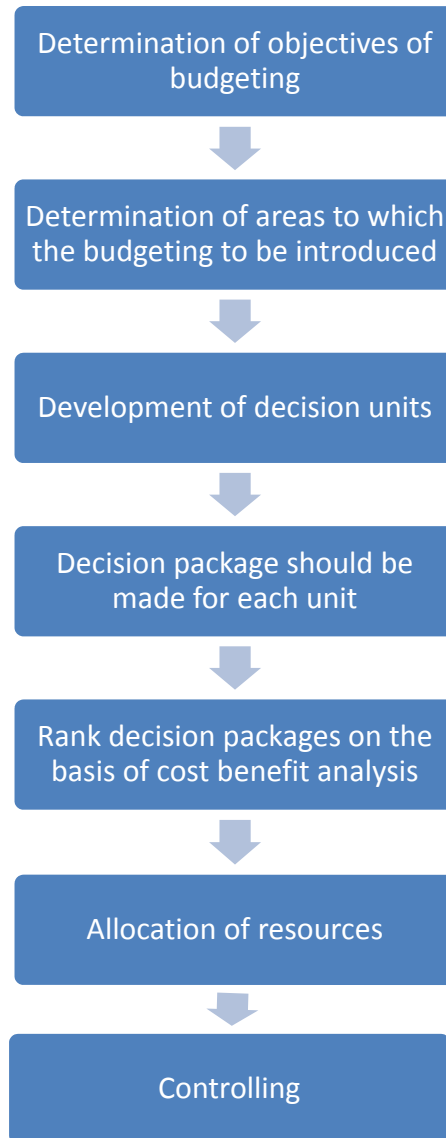 Determination of objectives of
budgeting
Determination of areas to which
the budgeting to be introduced
Development of decision units
Decision package should be
made for each unit
Rank decision packages on the
basis of cost benefit analysis
Allocation of resources
Controlling